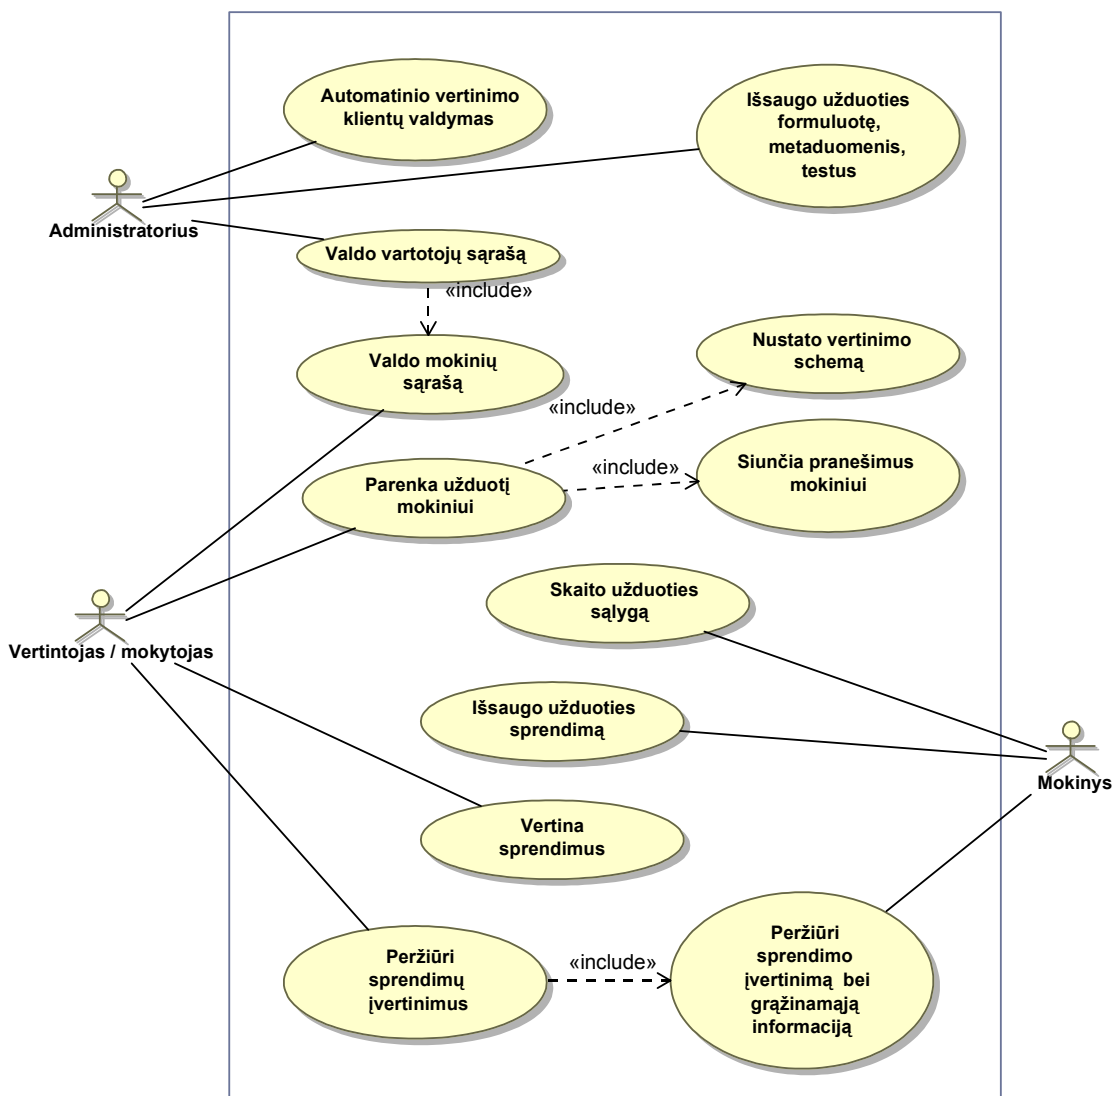 Automatinio vertinimo
klientų valdymas
Išsaugo užduoties
formuluotę,
metaduomenis,
testus
Administratorius
Valdo vartotojų sąrašą
«include»
Valdo mokinių
sąrašą
Nustato vertinimo
schemą
«include»
Parenka užduotį
mokiniui
«include»
Siunčia pranešimus
mokiniui
Skaito užduoties
sąlygą
Vertintojas / mokytojas
Išsaugo užduoties
sprendimą
Mokinys
Vertina
sprendimus
Peržiūri
sprendimų
įvertinimus
«include»
Peržiūri
sprendimo
įvertinimą bei
grąžinamąją
informaciją